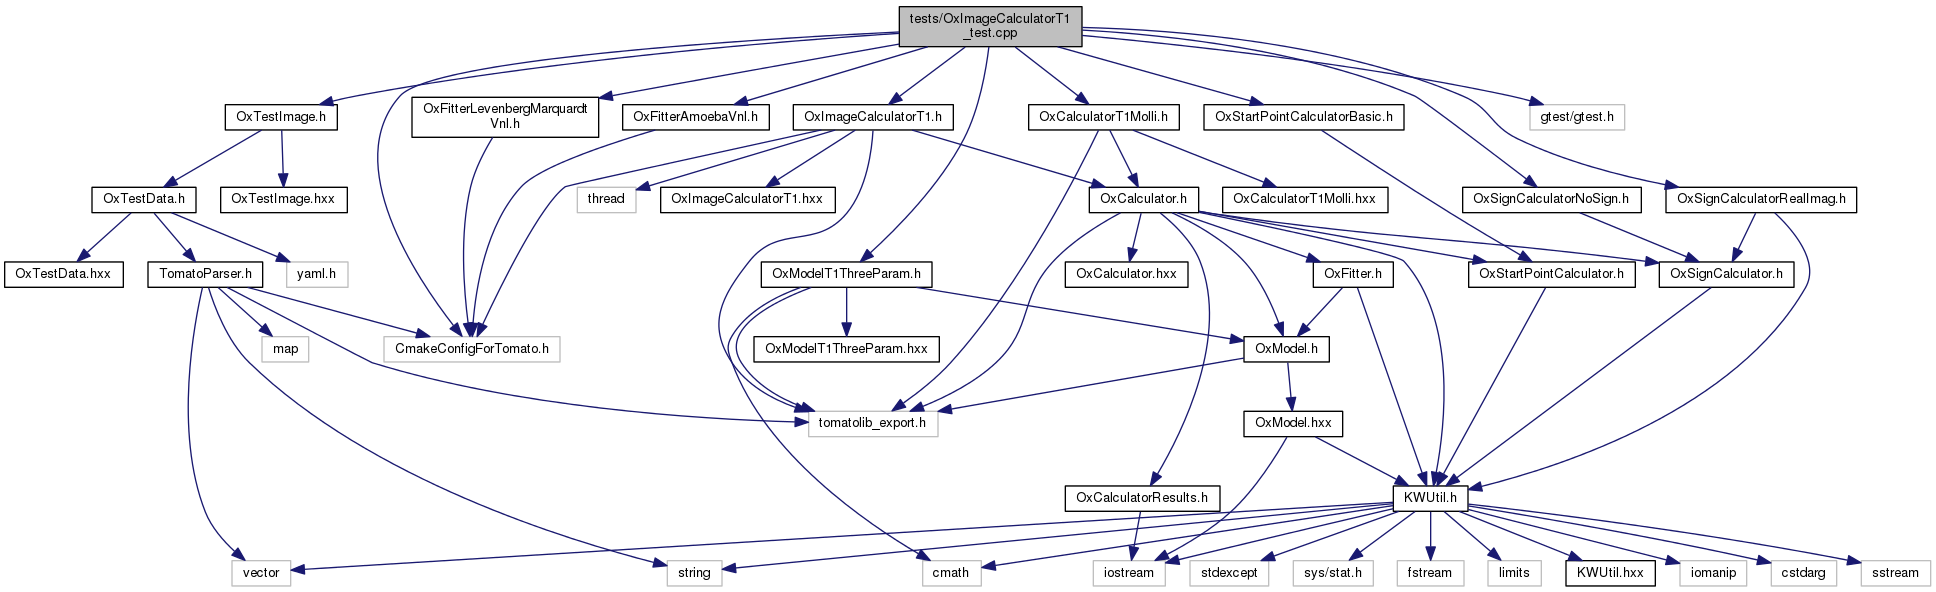 tests/OxImageCalculatorT1
_test.cpp
OxTestImage.h
OxFitterLevenbergMarquardt
Vnl.h
OxFitterAmoebaVnl.h
OxImageCalculatorT1.h
OxCalculatorT1Molli.h
OxStartPointCalculatorBasic.h
gtest/gtest.h
OxTestData.h
OxTestImage.hxx
thread
OxImageCalculatorT1.hxx
OxCalculator.h
OxCalculatorT1Molli.hxx
OxSignCalculatorNoSign.h
OxSignCalculatorRealImag.h
OxTestData.hxx
TomatoParser.h
yaml.h
OxModelT1ThreeParam.h
OxCalculator.hxx
OxFitter.h
OxStartPointCalculator.h
OxSignCalculator.h
map
CmakeConfigForTomato.h
OxModelT1ThreeParam.hxx
OxModel.h
tomatolib_export.h
OxModel.hxx
OxCalculatorResults.h
KWUtil.h
vector
string
cmath
iostream
stdexcept
sys/stat.h
fstream
limits
KWUtil.hxx
iomanip
cstdarg
sstream